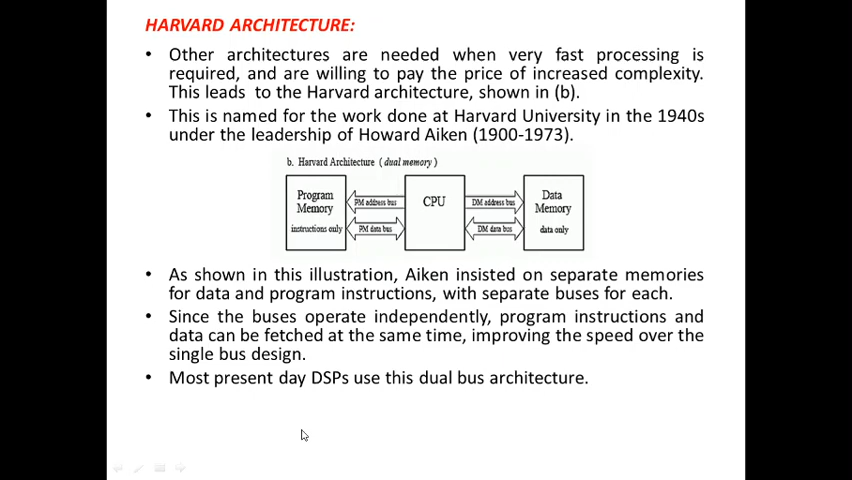 HARVARD ARCHITECTURE:
• Other architectures are needed when very fast processing is
required, and are willing to pay the price of increased complexity.
This leads to the Harvard architecture, shown in (b).
• This is named for the work done at Harvard University in the 1940s
under the leadership of Howard Aiken (1900-1973).
b. Harvard Architecture ( dual memory )
Program
Memory
instructions only
PM address bus
PM data bus
CPU
DM address bus
DM data bus
Data
Memory
data only
• As shown in this illustration, Aiken insisted on separate memories
for data and program instructions, with separate buses for each.
• Since the buses operate independently, program instructions and
data can be fetched at the same time, improving the speed over the
single bus design.
• Most present day DSPs use this dual bus architecture.